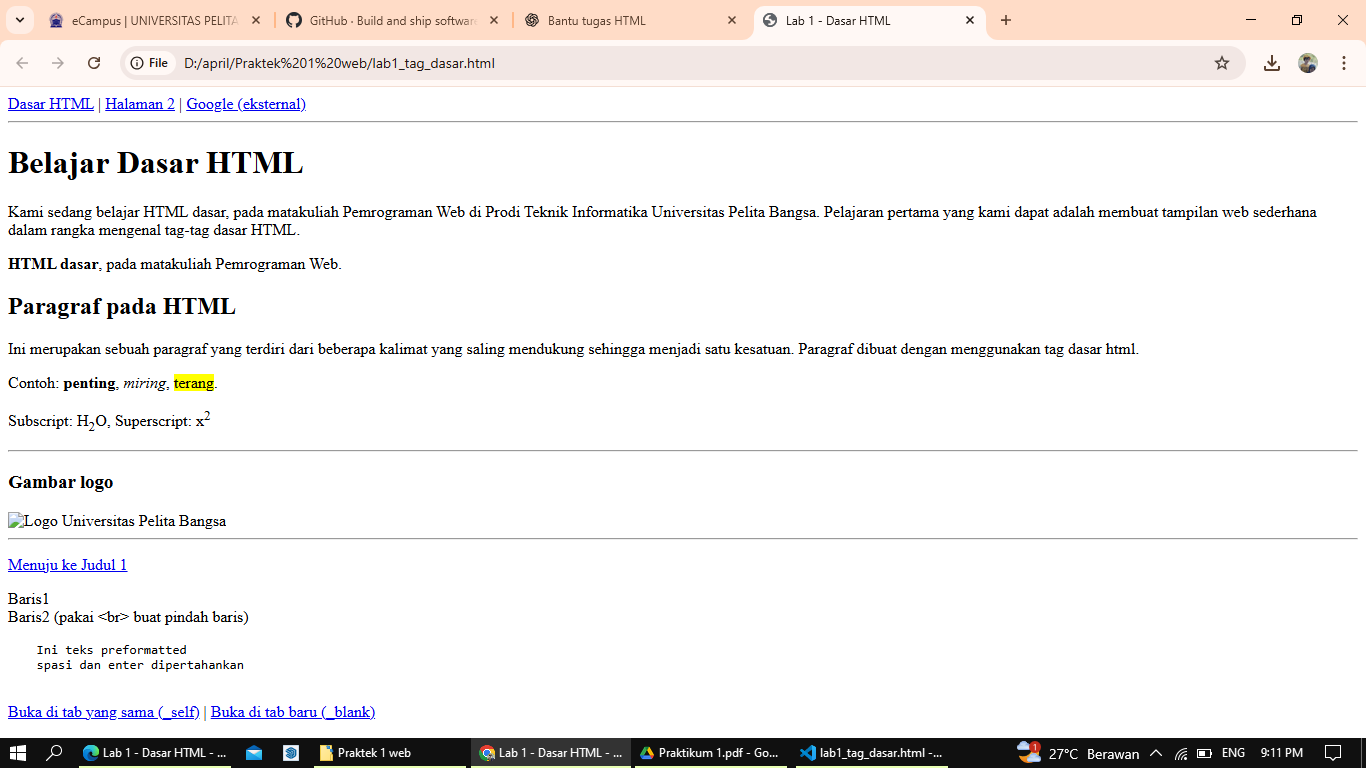 eCampus | UNIVERSITAS PELITA
GitHub · Build and ship software
Bantu tugas HTML
Lab 1 - Dasar HTML
File
D:/april/Praktek%201%20web/lab1_tag_dasar.html
Dasar HTML | Halaman 2 | Google (eksternal)
Belajar Dasar HTML
Kami sedang belajar HTML dasar, pada matakuliah Pemrograman Web di Prodi Teknik Informatika Universitas Pelita Bangsa. Pelajaran pertama yang kami dapat adalah membuat tampilan web sederhana
dalam rangka mengenal tag-tag dasar HTML.
HTML dasar, pada matakuliah Pemrograman Web.
Paragraf pada HTML
Ini merupakan sebuah paragraf yang terdiri dari beberapa kalimat yang saling mendukung sehingga menjadi satu kesatuan. Paragraf dibuat dengan menggunakan tag dasar html.
Contoh: penting, miring, terang.
Subscript: H₂O, Superscript: x²
Gambar logo
Logo Universitas Pelita Bangsa
Menuju ke Judul 1
Baris1
Baris2 (pakai <br> buat pindah baris)
Ini teks preformatted
spasi dan enter dipertahankan
Buka di tab yang sama (_self) | Buka di tab baru (_blank)
Lab 1 - Dasar HTML - ...
Praktek 1 web
Lab 1 - Dasar HTML - ...
Praktikum 1.pdf - Go...
lab1_tag_dasar.html -...
1
27°C Berawan
ENG
9:11 PM